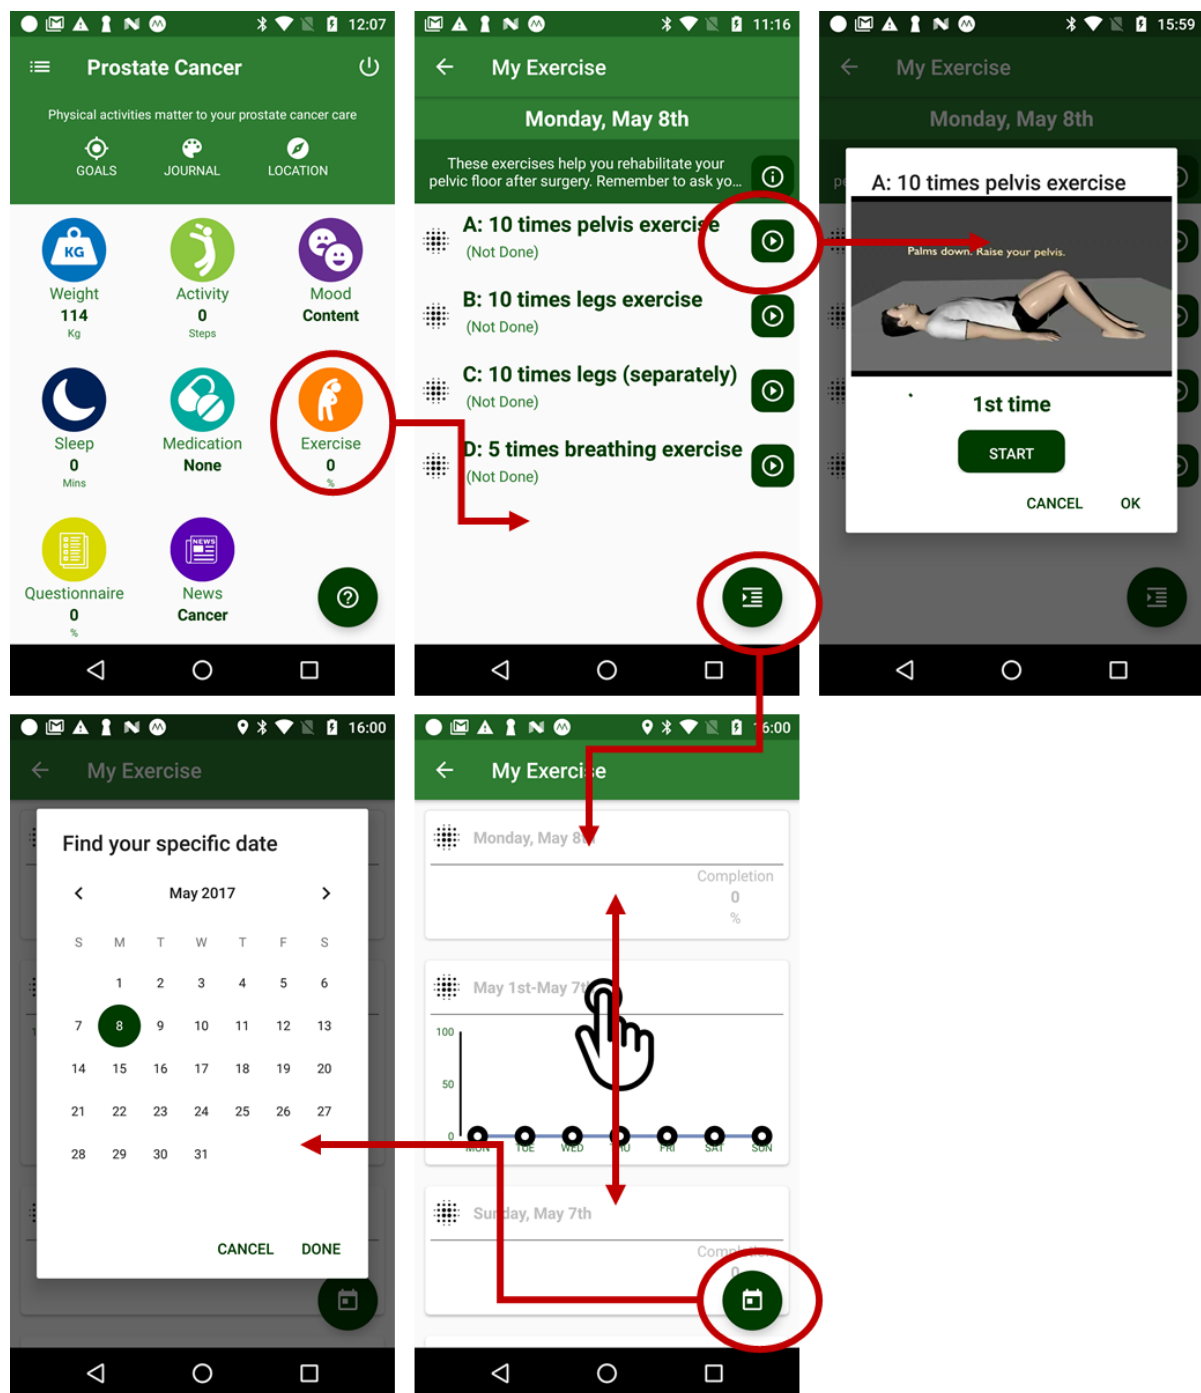 12:07
Prostate Cancer
Physical activities matter to your prostate cancer care
GOALS JOURNAL LOCATION
KG
Weight Activity Mood
114 0 Content
Kg Steps
Sleep Medication Exercise
0 None 0
Mins %
NEWS
Questionnaire News
0 Cancer
%
11:16
My Exercise
Monday, May 8th
These exercises help you rehabilitate your
pelvic floor after surgery. Remember to ask yo...
A: 10 times pelvis exercise
(Not Done)
B: 10 times legs exercise
(Not Done)
C: 10 times legs (separately)
(Not Done)
D: 5 times breathing exercise
(Not Done)
15:59
My Exercise
Monday, May 8th
A: 10 times pelvis exercise
Palms down. Raise your pelvis.
1st time
START
CANCEL OK
16:00
My Exercise
Find your specific date
May 2017
S M T W T F S
1 2 3 4 5 6
7 8 9 10 11 12 13
14 15 16 17 18 19 20
21 22 23 24 25 26 27
28 29 30 31
CANCEL DONE
16:00
My Exercise
Monday, May 8th
Completion
0
%
May 1st-May 7th
100
50
0
MON TUE WED THU FRI SAT SUN
Sunday, May 7th
Completion
0